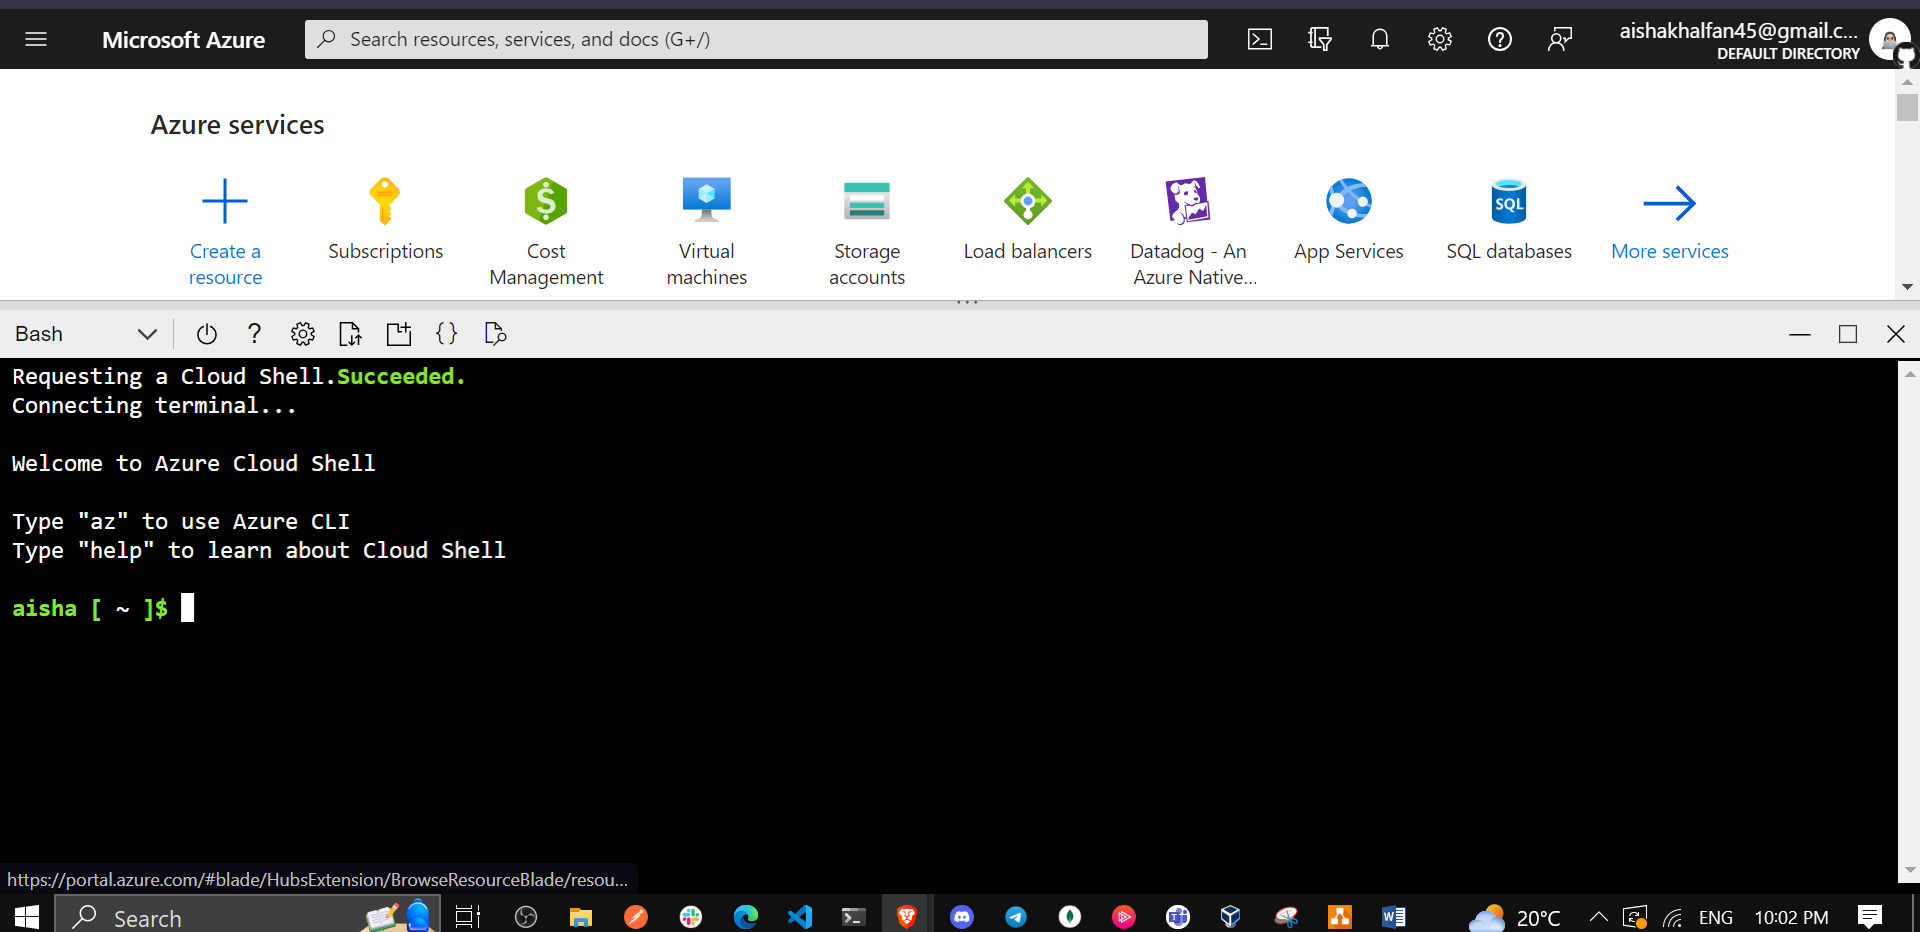 Microsoft Azure
Search resources, services, and docs (G+/)
aishakhalfan45@gmail.c...
DEFAULT DIRECTORY
Azure services
Create a
resource
Subscriptions
Cost
Management
Virtual
machines
Storage
accounts
Load balancers
Datadog - An
Azure Native...
App Services
SQL
SQL databases
More services
Bash
Requesting a Cloud Shell.Succeeded.
Connecting terminal...
Welcome to Azure Cloud Shell
Type "az" to use Azure CLI
Type "help" to learn about Cloud Shell
aisha [ ~ ]$
https://portal.azure.com/#blade/HubsExtension/BrowseResourceBlade/resou...
Search
20°C
ENG
10:02 PM